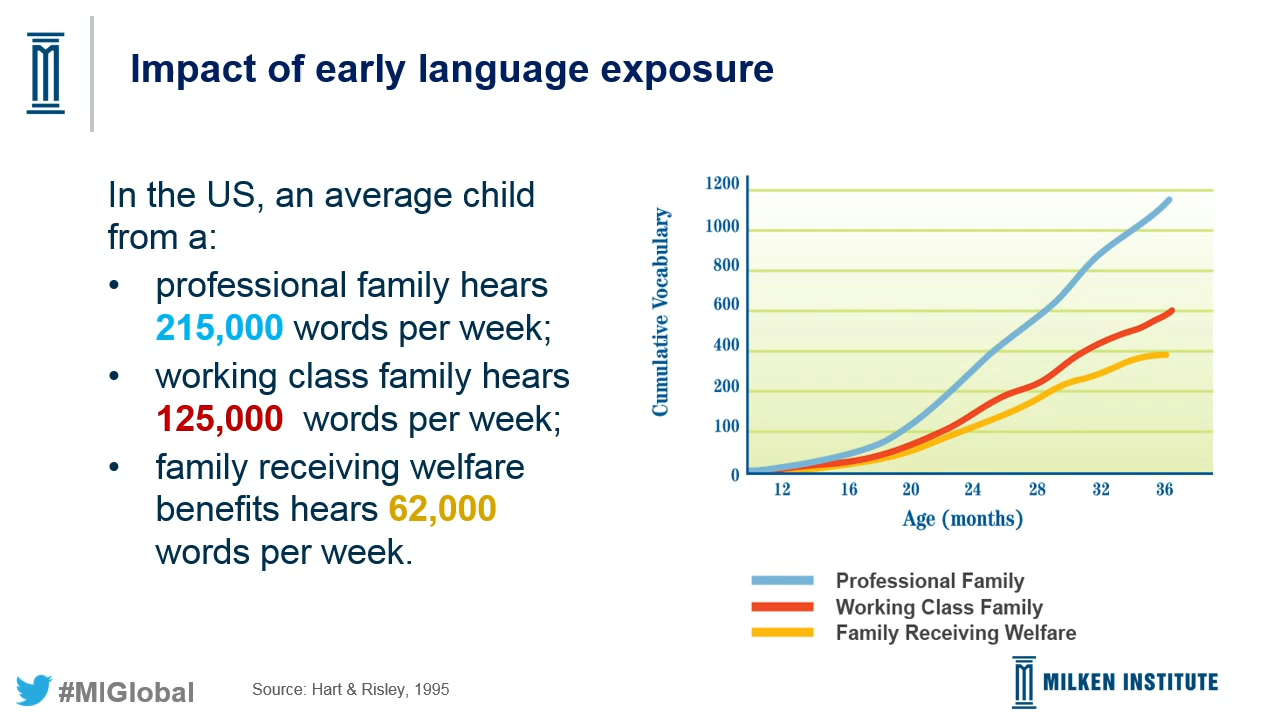 Impact of early language exposure
In the US, an average child
from a:
• professional family hears
215,000 words per week;
• working class family hears
125,000 words per week;
• family receiving welfare
benefits hears 62,000
words per week.
Cumulative Vocabulary
1200
1000
800
600
400
200
100
0
12 16 20 24 28 32 36
Age (months)
Professional Family
Working Class Family
Family Receiving Welfare
#MIGlobal
Source: Hart & Risley, 1995
MILKEN INSTITUTE